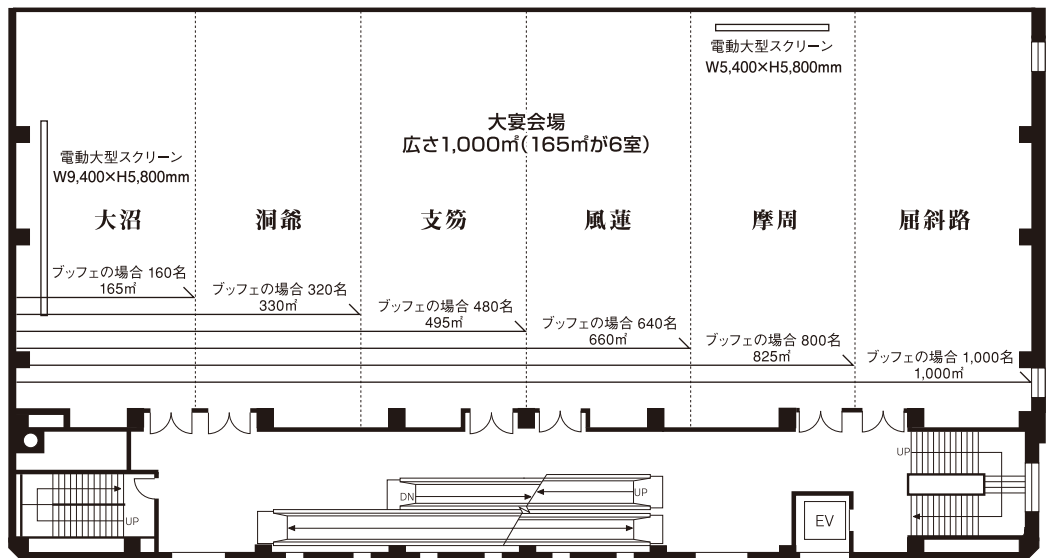 電動大型スクリーン
W5,400×H5,800mm
大宴会場
広さ1,000㎡(165㎡が6室)
電動大型スクリーン
W9,400×H5,800mm
大沼
洞爺
支笏
風蓮
摩周
屈斜路
ブッフェの場合 160名
165㎡
ブッフェの場合 320名
330㎡
ブッフェの場合 480名
495㎡
ブッフェの場合 640名
660㎡
ブッフェの場合 800名
825㎡
ブッフェの場合 1,000名
1,000㎡
UP
DN
UP
EV
UP